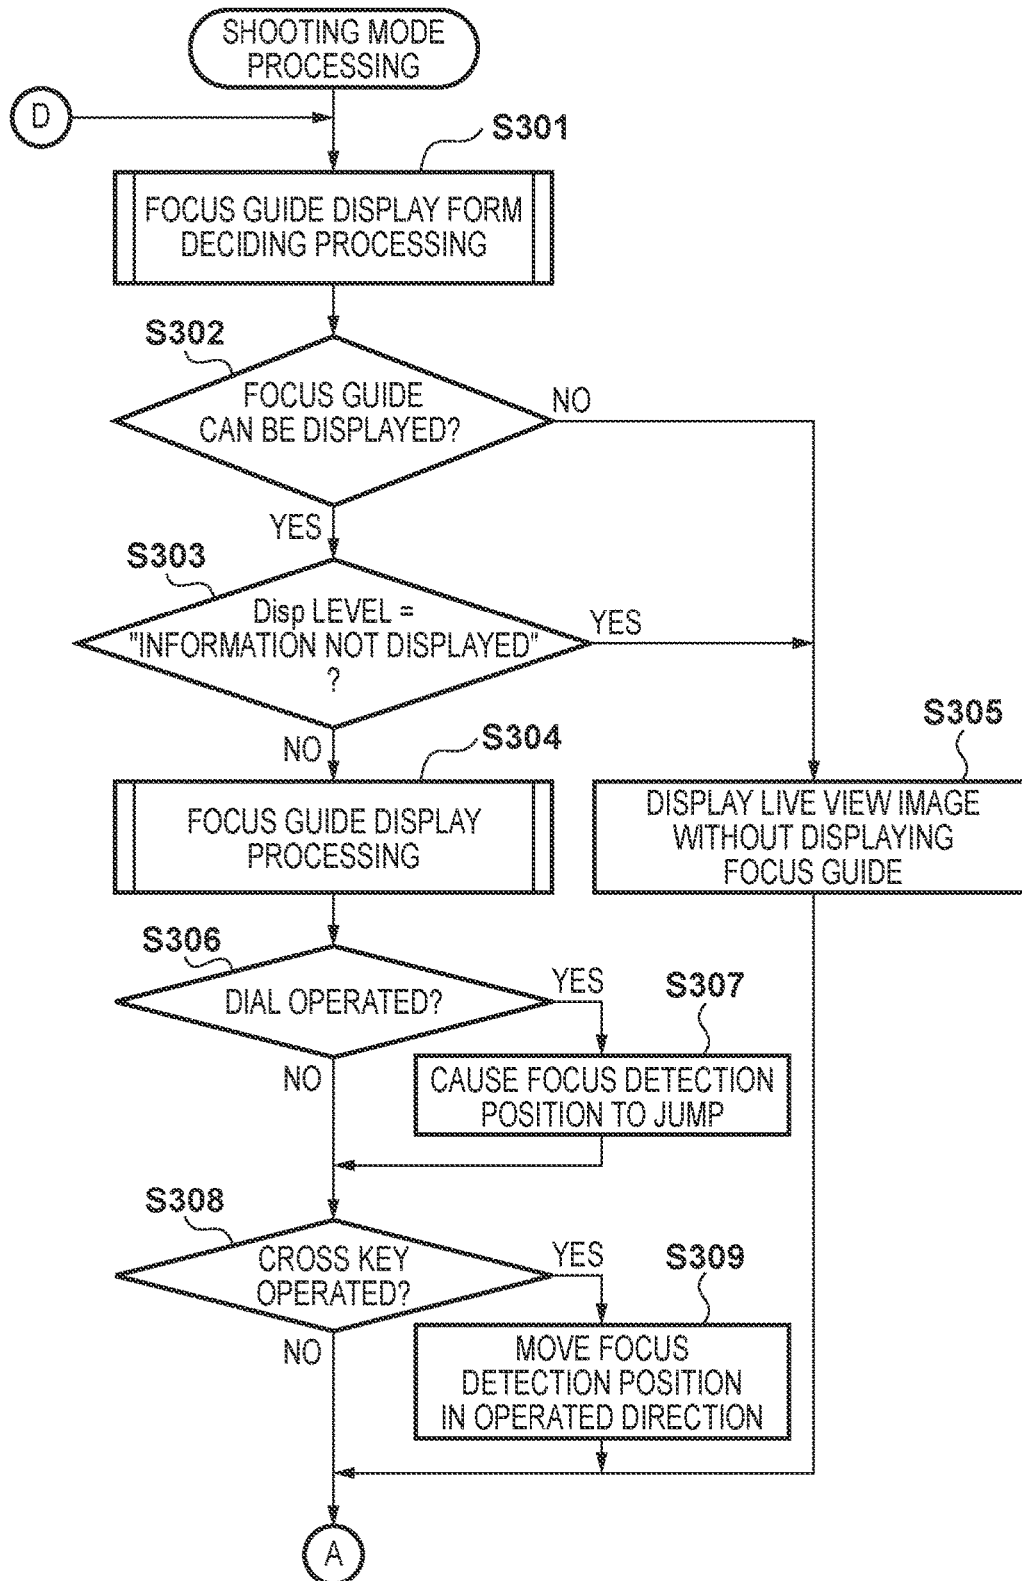 SHOOTING MODE
PROCESSING
D
S301
FOCUS GUIDE DISPLAY FORM
DECIDING PROCESSING
S302
FOCUS GUIDE
CAN BE DISPLAYED?
NO
YES
S303
Disp LEVEL =
"INFORMATION NOT DISPLAYED"
?
YES
NO
S304
FOCUS GUIDE DISPLAY
PROCESSING
S305
DISPLAY LIVE VIEW IMAGE
WITHOUT DISPLAYING
FOCUS GUIDE
S306
DIAL OPERATED?
YES
NO
S307
CAUSE FOCUS DETECTION
POSITION TO JUMP
S308
CROSS KEY
OPERATED?
YES
NO
S309
MOVE FOCUS
DETECTION POSITION
IN OPERATED DIRECTION
A